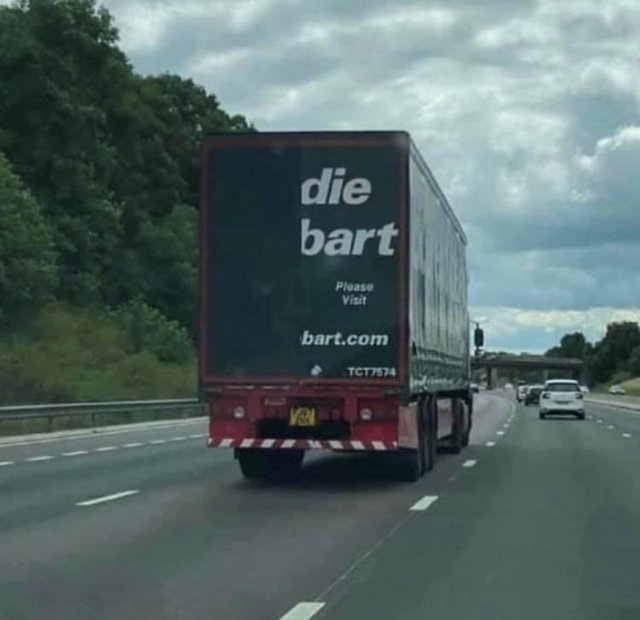 die
bart
Please
Visit
bart.com
TCT7574